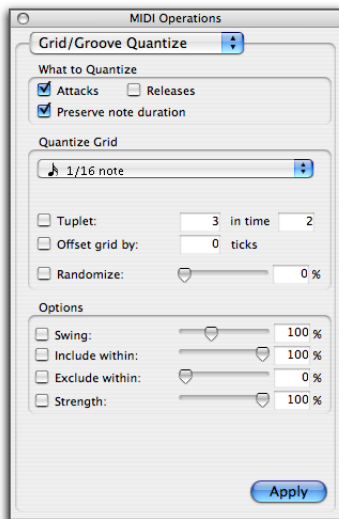 MIDI Operations
Grid/Groove Quantize
What to Quantize
Attacks Releases
Preserve note duration
Quantize Grid
1/16 note
Tuplet: 3 in time 2
Offset grid by: 0 ticks
Randomize: 0 %
Options
Swing: 100 %
Include within: 100 %
Exclude within: 0 %
Strength: 100 %
Apply